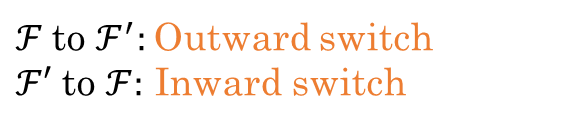 ℱ to ℱ′: Outward switch
ℱ′ to ℱ: Inward switch